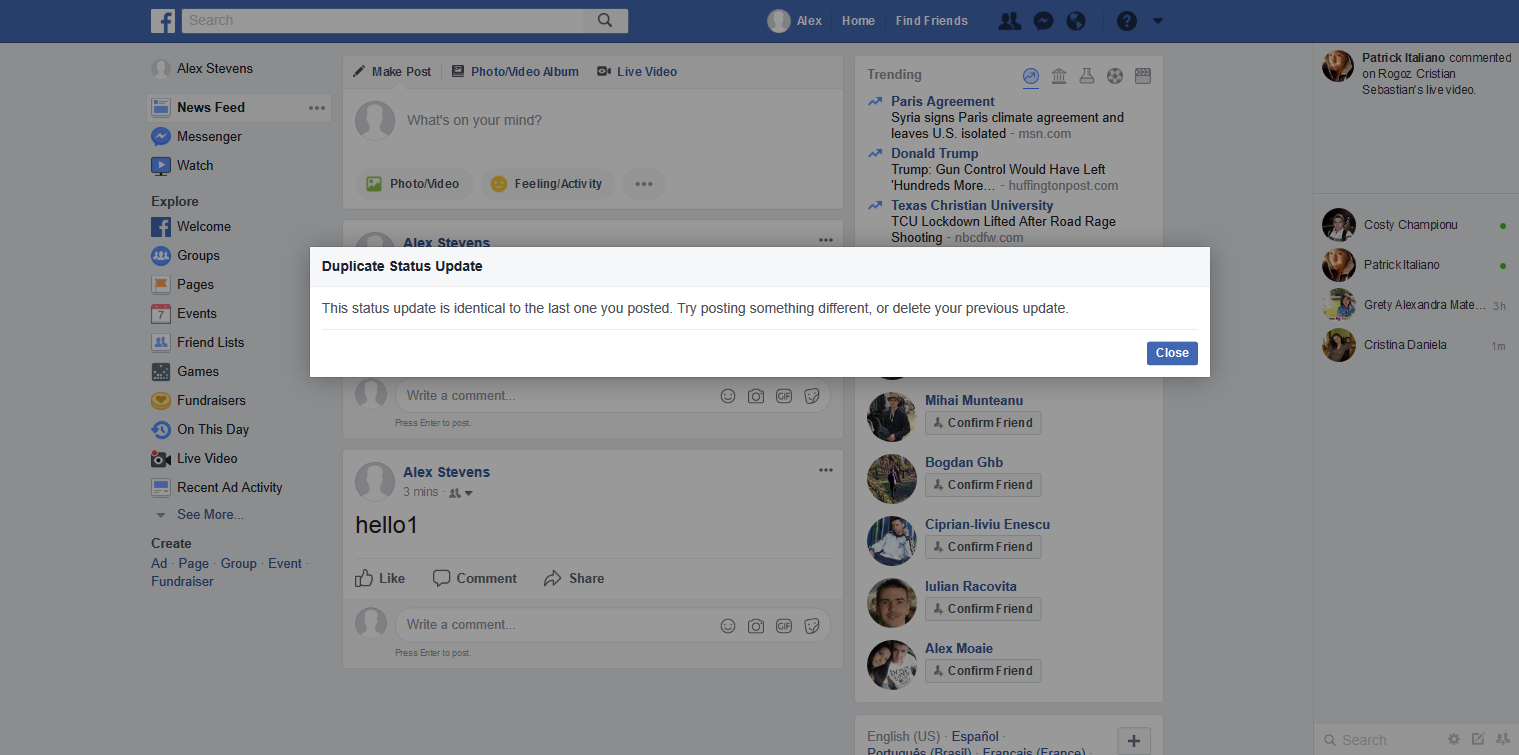 Search
Alex
Home
Find Friends
Alex Stevens
News Feed
Messenger
Watch
Explore
Welcome
Groups
Pages
7
Events
Friend Lists
Games
Fundraisers
On This Day
Live Video
Recent Ad Activity
See More...
Create
Ad · Page · Group · Event ·
Fundraiser
Make Post
Photo/Video Album
Live Video
What's on your mind?
Photo/Video
Feeling/Activity
Alex Stevens
Duplicate Status Update
This status update is identical to the last one you posted. Try posting something different, or delete your previous update.
Close
Write a comment...
GIF
Press Enter to post.
Alex Stevens
3 mins ·
hello1
Like
Comment
Share
Write a comment...
GIF
Press Enter to post.
Trending
Paris Agreement
Syria signs Paris climate agreement and
leaves U.S. isolated - msn.com
Donald Trump
Trump: Gun Control Would Have Left
'Hundreds More... - huffingtonpost.com
Texas Christian University
TCU Lockdown Lifted After Road Rage
Shooting - nbcdfw.com
Mihai Munteanu
Confirm Friend
Bogdan Ghb
Confirm Friend
Ciprian-liviu Enescu
Confirm Friend
Iulian Racovita
Confirm Friend
Alex Moaie
Confirm Friend
English (US) · Español ·
Português (Brasil) · Français (France) ·
Patrick Italiano commented
on Rogoz Cristian
Sebastian's live video.
Costy Championu
Patrick Italiano
Grety Alexandra Mate... 3h
Cristina Daniela 1m
Search